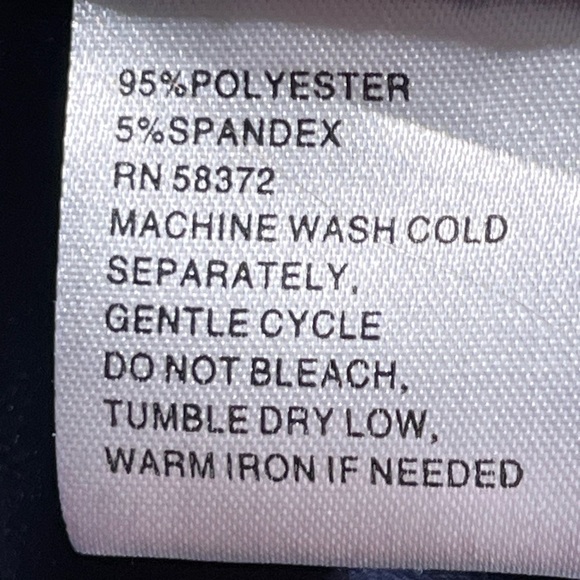 95%POLYESTER
5%SPANDEX
RN 58372
MACHINE WASH COLD
SEPARATELY,
GENTLE CYCLE
DO NOT BLEACH,
TUMBLE DRY LOW,
WARM IRON IF NEEDED